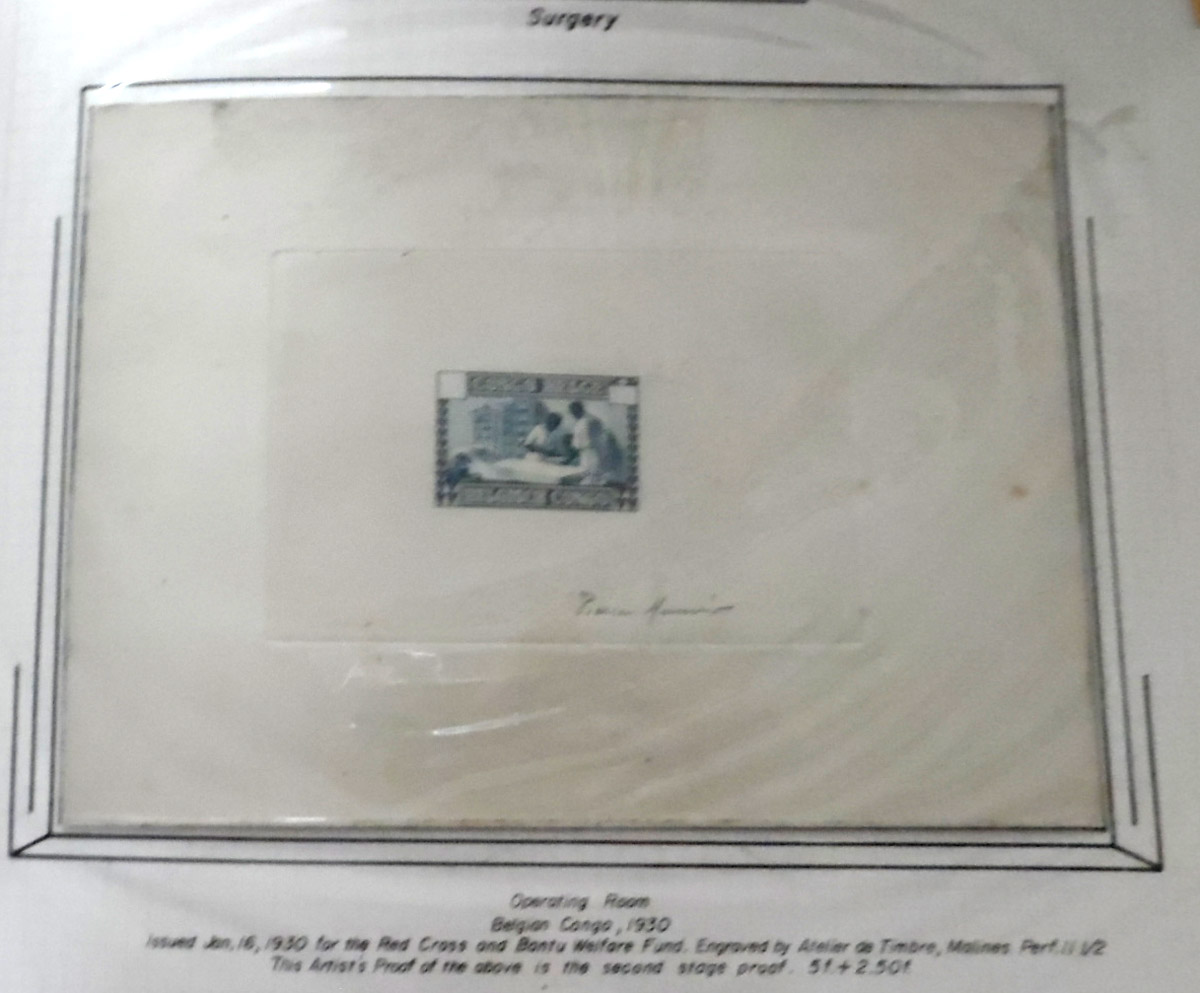 Surgery
CONGO BELGE
BELGISCH CONGO
Operating Room
Belgian Congo, 1930
Issued Jan, 16, 1930 for the Red Cross and Bantu Welfare Fund. Engraved by Atelier de Timbre, Malines. Perf. 11 1/2
This Artist's Proof of the above is the second stage proof. 5f. + 2.50f.